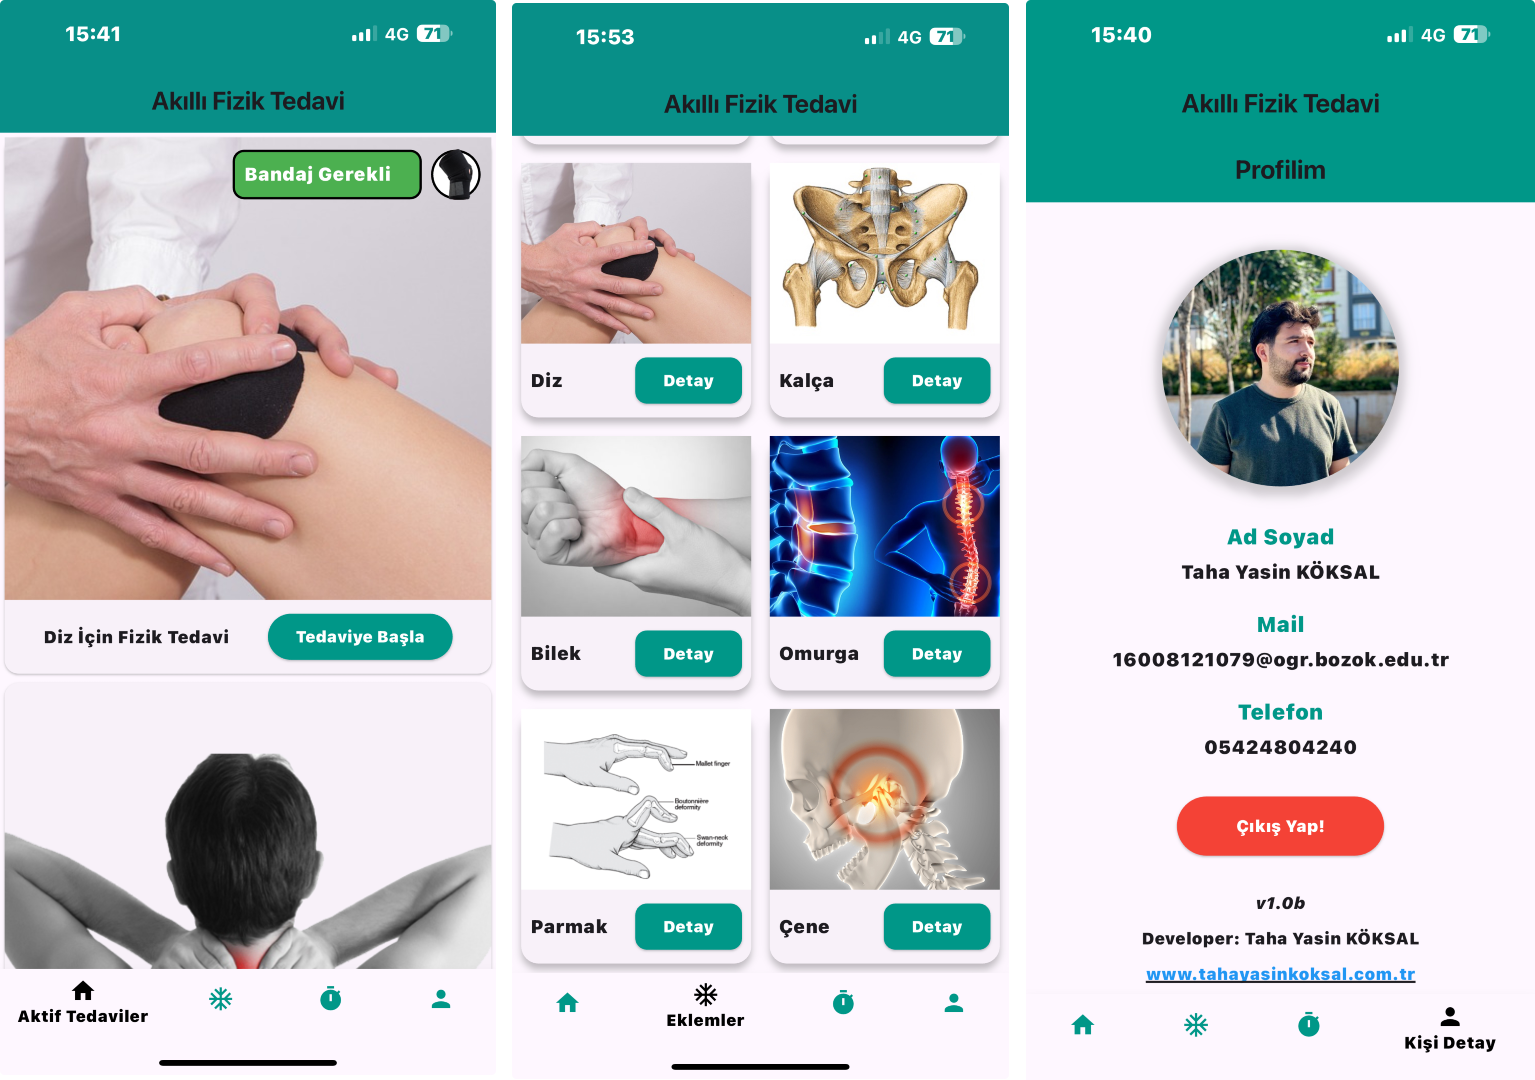 15:41
4G 71
Akıllı Fizik Tedavi
Bandaj Gerekli
Diz İçin Fizik Tedavi
Tedaviye Başla
Aktif Tedaviler
15:53
4G 71
Akıllı Fizik Tedavi
Diz
Detay
Kalça
Detay
Bilek
Detay
Omurga
Detay
Mallet finger
Boutonnière
deformity
Swan-neck
deformity
Parmak
Detay
Çene
Detay
Eklemler
15:40
4G 71
Akıllı Fizik Tedavi
Profilim
Ad Soyad
Taha Yasin KÖKSAL
Mail
16008121079@ogr.bozok.edu.tr
Telefon
05424804240
Çıkış Yap!
v1.0b
Developer: Taha Yasin KÖKSAL
www.tahayasinkoksal.com.tr
Kişi Detay